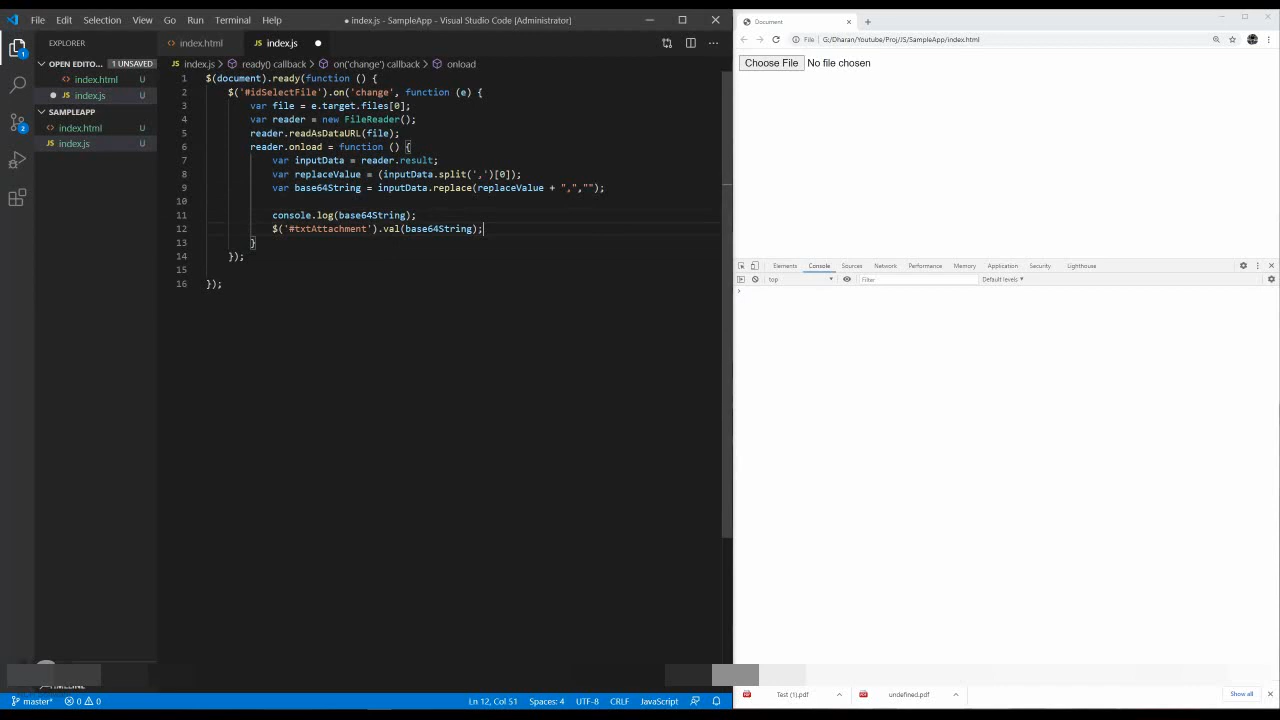 File Edit Selection View Go Run Terminal Help
● index.js - SampleApp - Visual Studio Code [Administrator]
OPEN EDITO... 1 UNSAVED
index.html
index.js U
SAMPLEAPP
index.html U
index.js U
index.js > ready() callback > on('change') callback > onload
1 $(document).ready(function () {
2 $('#idSelectFile').on('change', function (e) {
3 var file = e.target.files[0];
4 var reader = new FileReader();
5 reader.readAsDataURL(file);
6 reader.onload = function () {
7 var inputData = reader.result;
8 var replaceValue = (inputData.split(',')[0]);
9 var base64String = inputData.replace(replaceValue + ",","");
10
11 console.log(base64String);
12 $('#txtAttachment').val(base64String);
13 }
14 });
15
16 });
master* 2 0 0
Ln 12, Col 51 Spaces: 4 UTF-8 CRLF JavaScript
Document
File G:/Dharan/Youtube/Proj/JS/SampleApp/index.html
Choose File No file chosen
Elements Console Sources Network Performance Memory Application Security Lighthouse
top Filter Default levels
Test (1).pdf undefined.pdf Show all